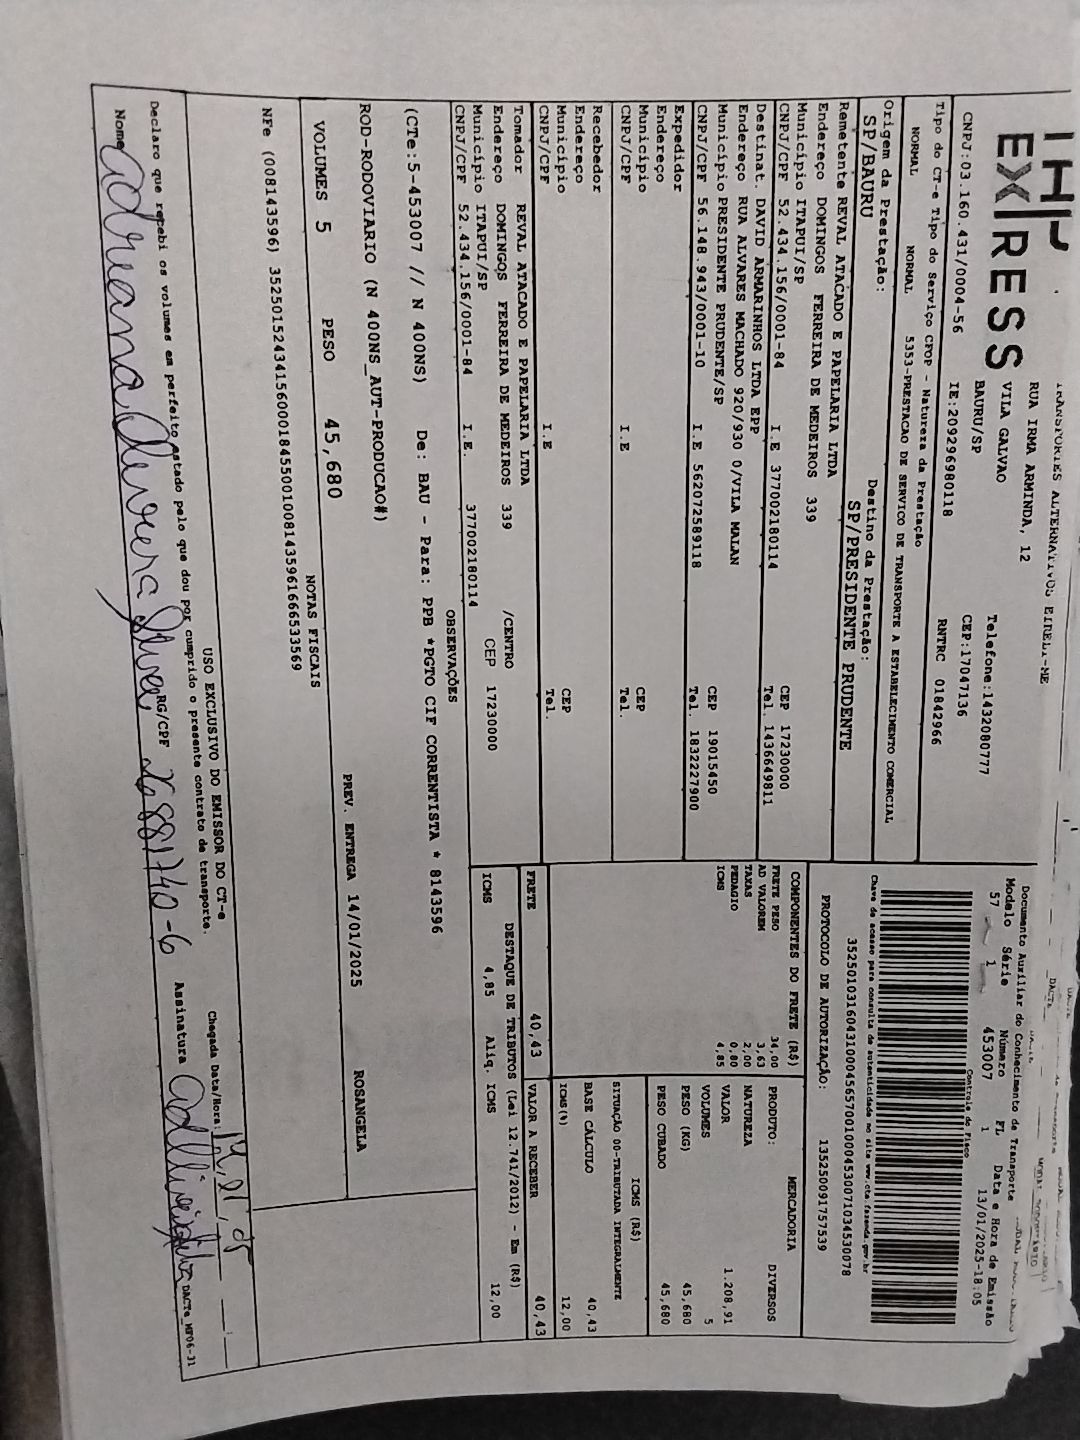 EX/RESS
TRANSPORTES ALTERNATIVOS EIRELI-ME
RUA IRMA ARMINDA, 12
VILA GALVAO
BAURU/SP
Telefone:1432080777
CEP:17047136
CNPJ:03.160.431/0004-56
IE:209296980118
RNTRC 01842966
Documento Auxiliar do Conhecimento de Transporte
Modelo Série Número FL Data e Hora de Emissão
57 1 453007 1 13/01/2025-18:05
Controle do Fisco
Tipo do CT-e Tipo do Serviço CFOP - Natureza da Prestação
NORMAL NORMAL 5353-PRESTACAO DE SERVICO DE TRANSPORTE A ESTABELECIMENTO COMERCIAL
Chave de acesso para consulta de autenticidade no site www.cte.fazenda.gov.br
35250103160431000456570010004530071034530078
PROTOCOLO DE AUTORIZAÇÃO: 135250091757539
Origem da Prestação: Destino da Prestação:
SP/BAURU SP/PRESIDENTE PRUDENTE
Remetente REVAL ATACADO E PAPELARIA LTDA
Endereço DOMINGOS FERREIRA DE MEDEIROS 339
Município ITAPUI/SP CEP 17230000
CNPJ/CPF 52.434.156/0001-84 I.E 377002180114 Tel. 1436649811
Destinat. DAVID ARMARINHOS LTDA EPP
Endereço RUA ALVARES MACHADO 920/930 0/VILA MALAN
Município PRESIDENTE PRUDENTE/SP CEP 19015450
CNPJ/CPF 56.148.943/0001-10 I.E 562072589118 Tel. 1832227900
Expedidor
Endereço
Município CEP
CNPJ/CPF I.E Tel.
Recebedor
Endereço
Município CEP
CNPJ/CPF I.E Tel.
Tomador REVAL ATACADO E PAPELARIA LTDA
Endereço DOMINGOS FERREIRA DE MEDEIROS 339 /CENTRO
Município ITAPUI/SP CEP 17230000
CNPJ/CPF 52.434.156/0001-84 I.E. 377002180114
COMPONENTES DO FRETE (R$)
FRETE PESO 34,00
AD VALOREM 3,63
TAXAS 2,00
PEDAGIO 0,80
ICMS 4,85
MERCADORIA
PRODUTO: DIVERSOS
NATUREZA
VALOR 1.208,91
VOLUMES 5
PESO (KG) 45,680
PESO CUBADO 45,680
ICMS (R$)
SITUAÇÃO 00-TRIBUTADA INTEGRALMENTE
BASE CÁLCULO 40,43
ICMS(%) 12,00
FRETE 40,43 VALOR A RECEBER 40,43
DESTAQUE DE TRIBUTOS (Lei 12.741/2012) - Em (R$)
ICMS 4,85 Aliq. ICMS 12,00
OBSERVAÇÕES
(CTe:5-453007 // N 400NS) De: BAU - Para: PPB *PGTO CIF CORRENTISTA * 8143596
ROD-RODOVIARIO (N 400NS_AUT-PRODUCAO#)
VOLUMES 5 PESO 45,680 PREV. ENTREGA 14/01/2025 ROSANGELA
NOTAS FISCAIS
NFe (008143596) 35250152434156000184550010081435961666533569
USO EXCLUSIVO DO EMISSOR DO CT-e
Declaro que recebi os volumes em perfeito estado pelo que dou por cumprido o presente contrato de transporte.
Chegada Data/Hora:
Nome Adriana RG/CPF 26881740-6 Assinatura
DACTe_MF06-31